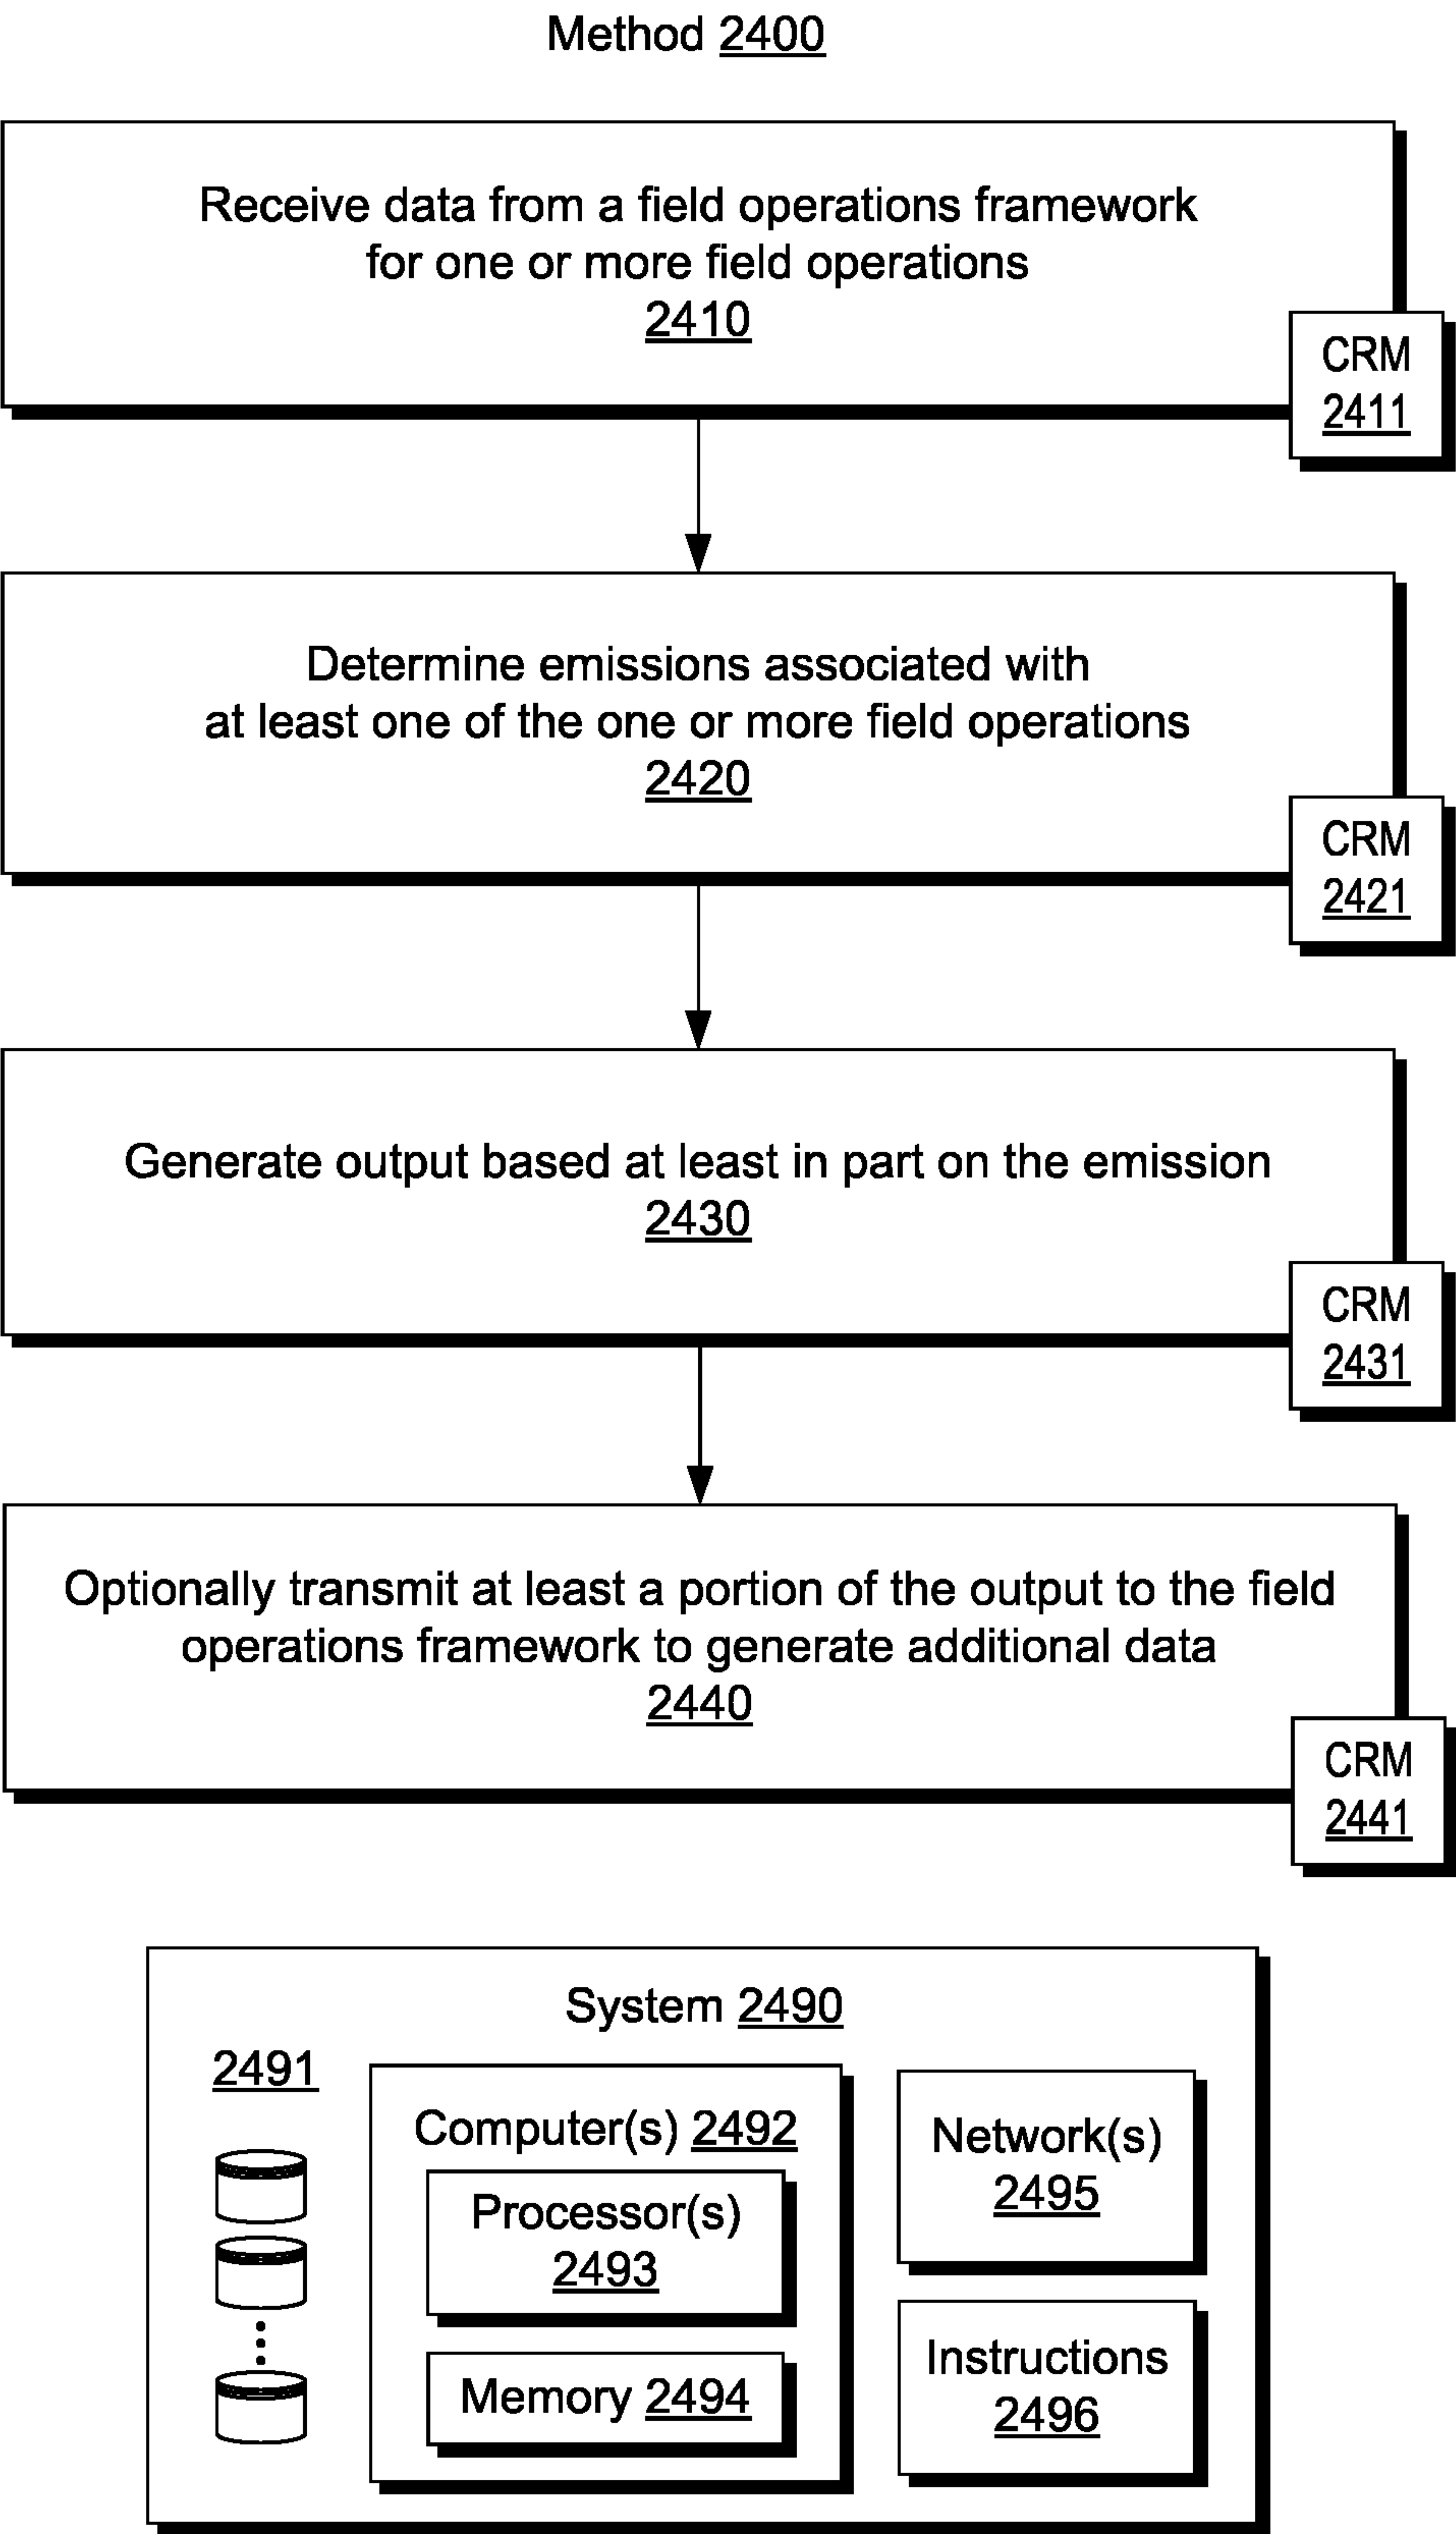 Method 2400
Receive data from a field operations framework
for one or more field operations
2410
CRM
2411
Determine emissions associated with
at least one of the one or more field operations
2420
CRM
2421
Generate output based at least in part on the emission
2430
CRM
2431
Optionally transmit at least a portion of the output to the field
operations framework to generate additional data
2440
CRM
2441
System 2490
2491
Computer(s) 2492
Processor(s)
2493
Memory 2494
Network(s)
2495
Instructions
2496